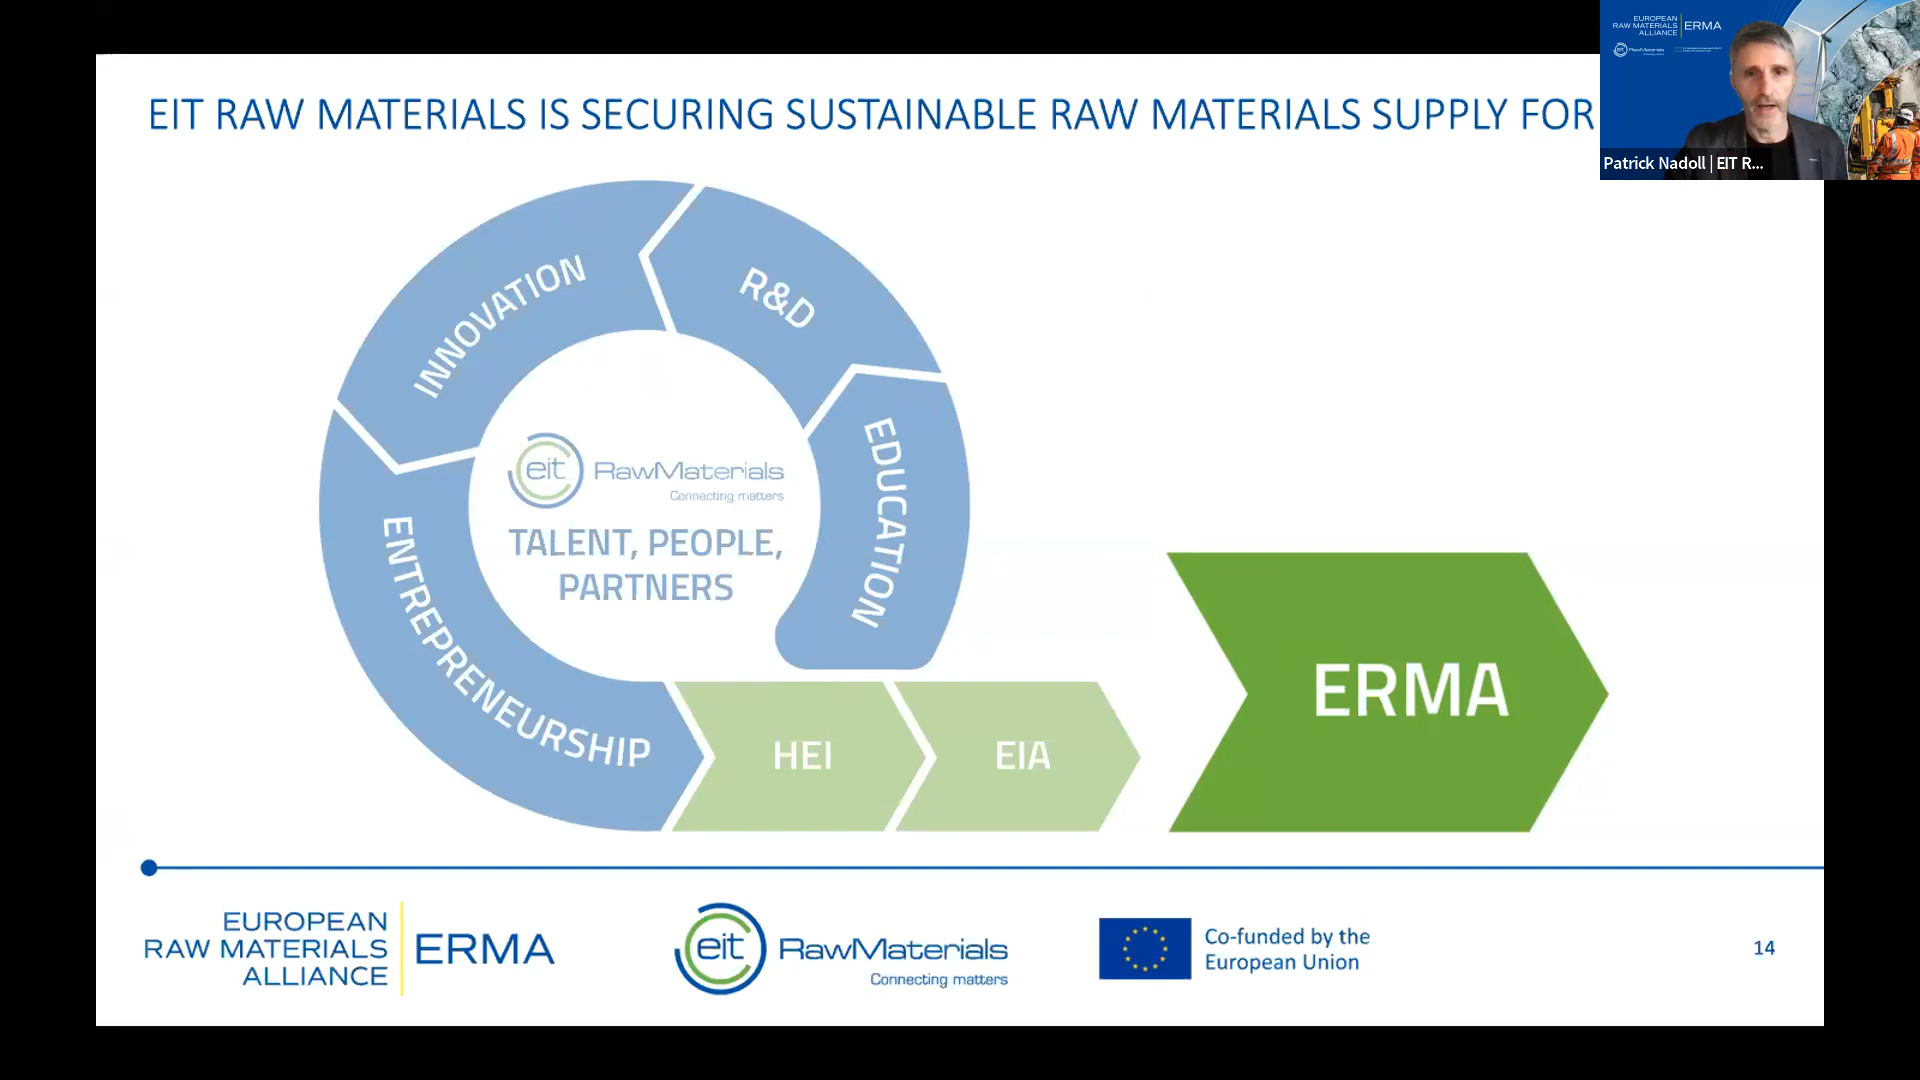 EIT RAW MATERIALS IS SECURING SUSTAINABLE RAW MATERIALS SUPPLY FOR
EUROPEAN
RAW MATERIALS
ALLIANCE
ERMA
eit RawMaterials
Patrick Nadoll | EIT R...
INNOVATION
R&D
EDUCATION
ENTREPRENEURSHIP
eit RawMaterials
Connecting matters
TALENT, PEOPLE,
PARTNERS
HEI
EIA
ERMA
EUROPEAN
RAW MATERIALS
ALLIANCE
ERMA
eit RawMaterials
Connecting matters
Co-funded by the
European Union
14